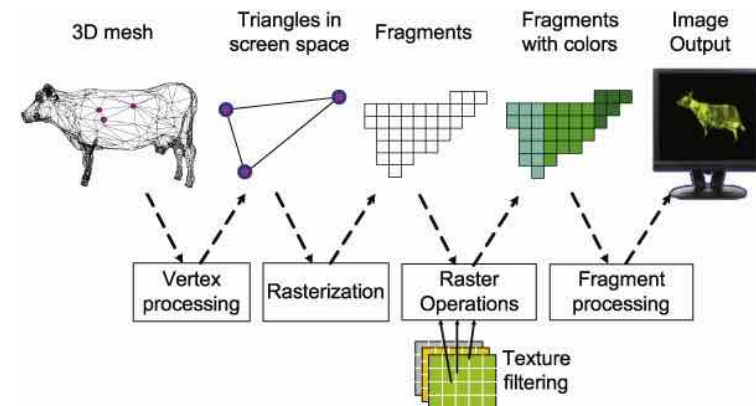 3D mesh
Triangles in
screen space
Fragments
Fragments
with colors
Image
Output
Vertex
processing
Rasterization
Raster
Operations
Fragment
processing
Texture
filtering